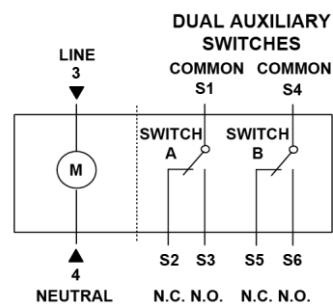 DUAL AUXILIARY
SWITCHES
LINE
3
COMMON COMMON
S1 S4
SWITCH SWITCH
A B
M
4
S2 S3 S5 S6
NEUTRAL N.C. N.O. N.C. N.O.